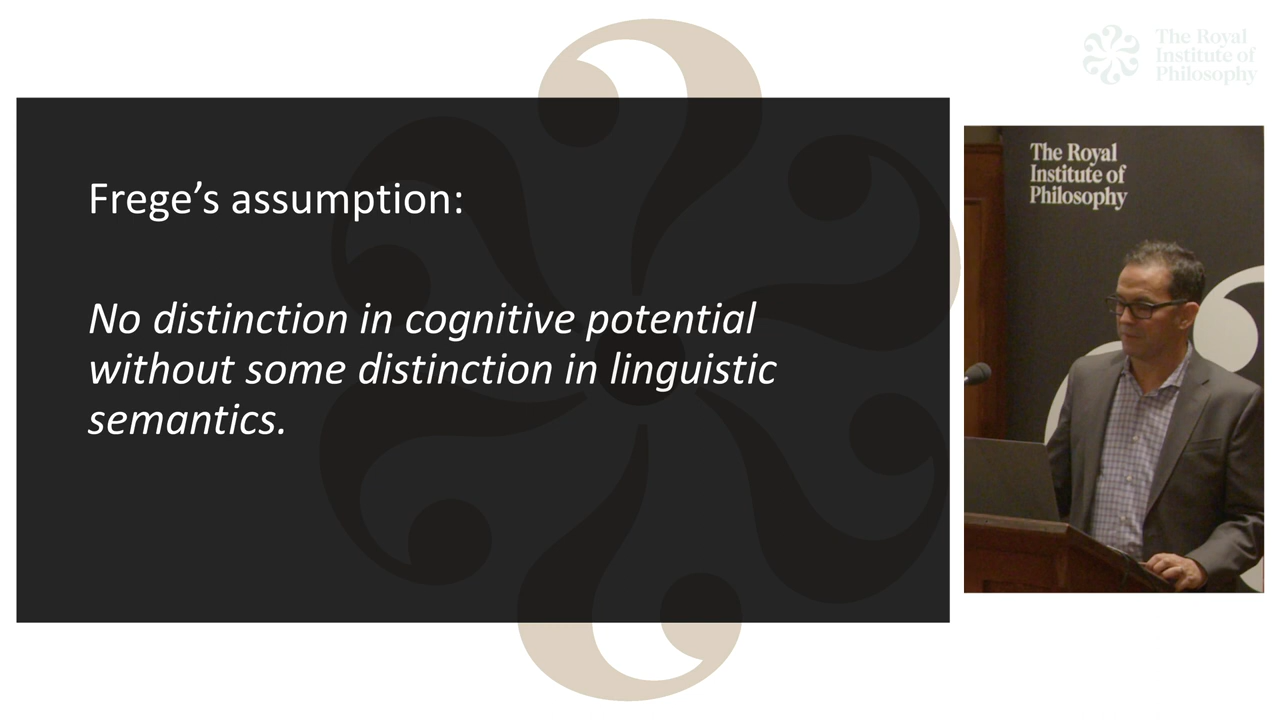 The Royal
Institute of
Philosophy
Frege’s assumption:
No distinction in cognitive potential
without some distinction in linguistic
semantics.
The Royal
Institute of
Philosophy